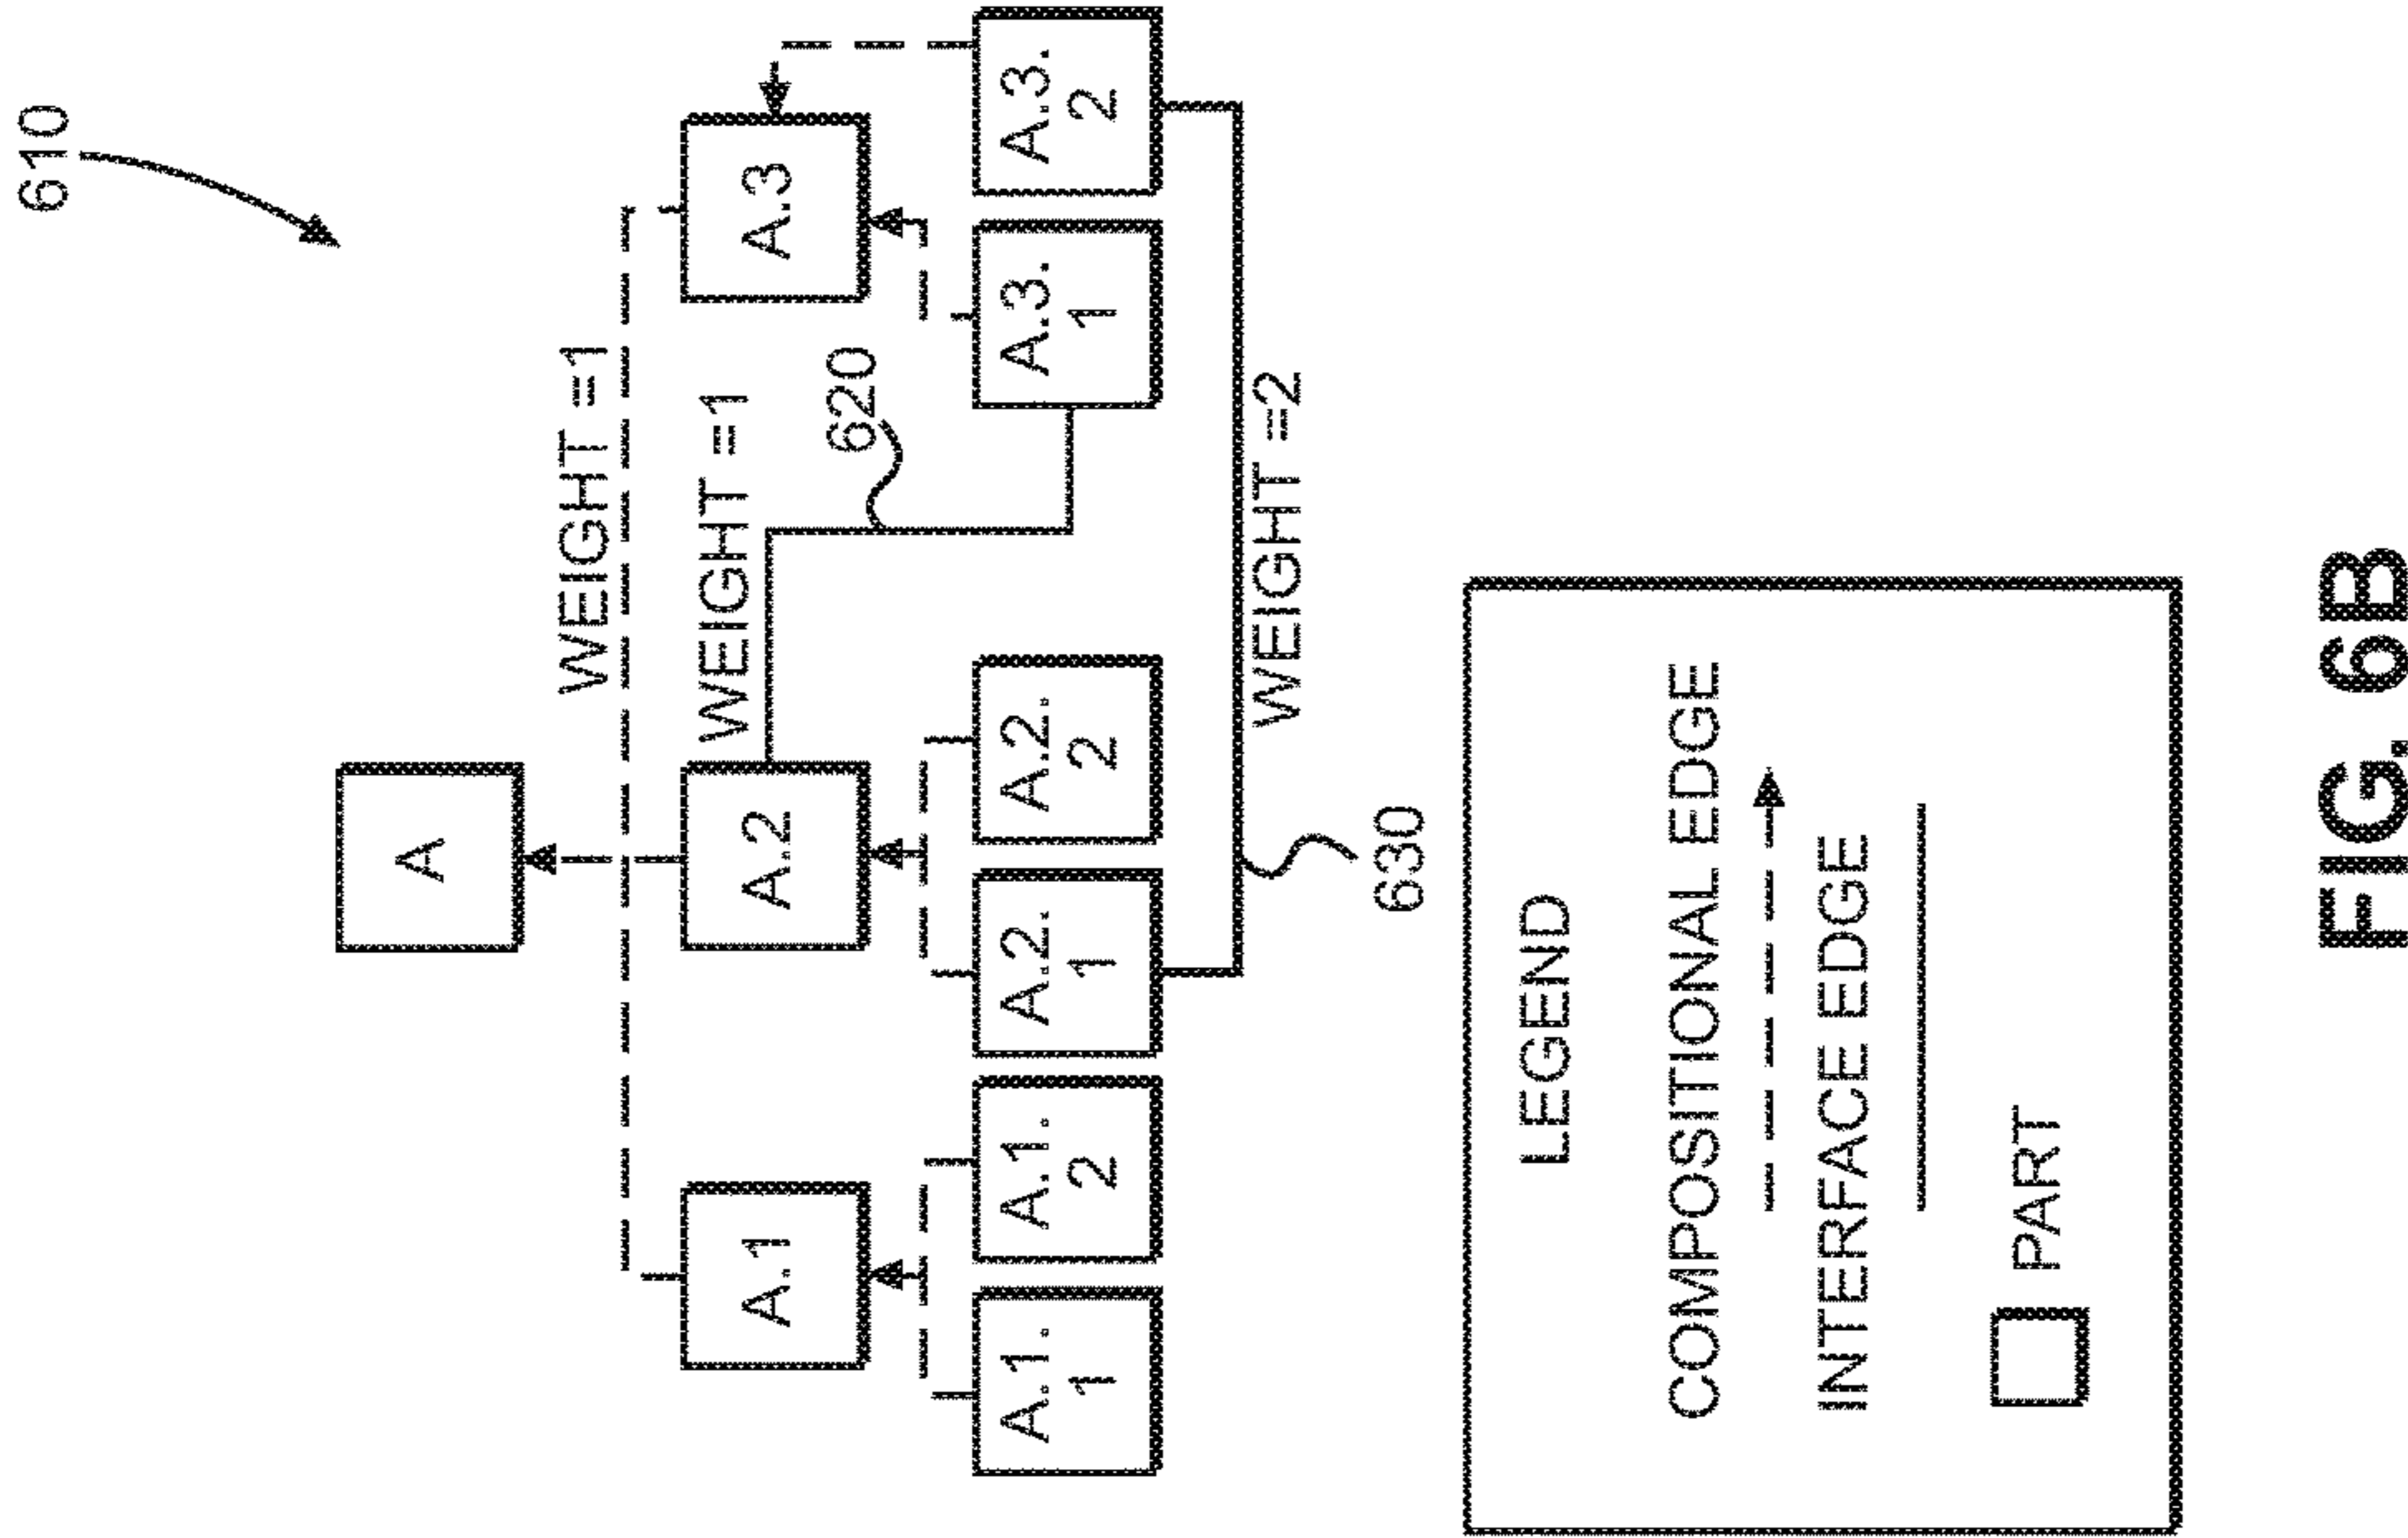 610
A
WEIGHT =1
A.1
A.2
WEIGHT =1
A.3
620
A.1.
1
A.1.
2
A.2.
1
A.2.
2
A.3.
1
A.3.
2
WEIGHT =2
630
LEGEND
COMPOSITIONAL EDGE
INTERFACE EDGE
PART
FIG. 6B